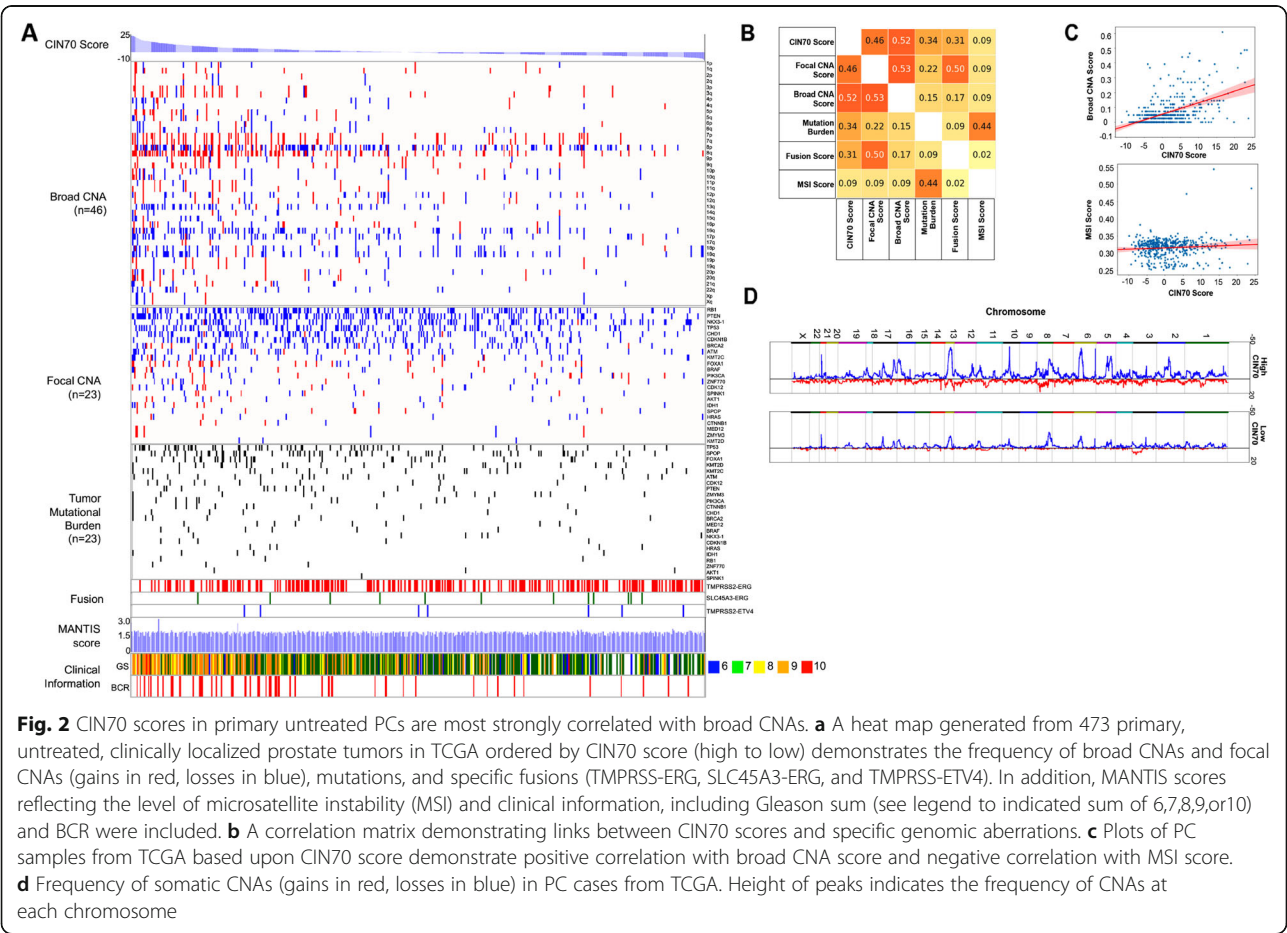 A
CIN70 Score
25
-10
Broad CNA
(n=46)
1p
1q
2p
2q
3p
3q
4p
4q
5p
5q
6p
6q
7p
7q
8p
8q
9p
9q
10p
10q
11p
11q
12p
12q
13q
14q
15q
16p
16q
17p
17q
18p
18q
19p
19q
20p
20q
21q
22q
Xp
Xq
Focal CNA
(n=23)
RB1
PTEN
NKX3-1
TP53
CHD1
CDKN1B
BRCA2
ATM
KMT2C
FOXA1
BRAF
PIK3CA
ZNF770
CDK12
SPINK1
AKT1
IDH1
SPOP
HRAS
CTNNB1
MED12
ZMYM3
KMT2D
Tumor
Mutational
Burden
(n=23)
TP53
SPOP
FOXA1
KMT2D
KMT2C
ATM
CDK12
PTEN
ZMYM3
PIK3CA
CTNNB1
CHD1
BRCA2
MED12
BRAF
NKX3-1
CDKN1B
HRAS
IDH1
RB1
ZNF770
AKT1
SPINK1
Fusion
TMPRSS2-ERG
SLC45A3-ERG
TMPRSS2-ETV4
MANTIS
score
3.0
1.5
0
Clinical
Information
GS
BCR
6 7 8 9 10
B
CIN70 Score 0.46 0.52 0.34 0.31 0.09
Focal CNA
Score
0.46 0.53 0.22 0.50 0.09
Broad CNA
Score
0.52 0.53 0.15 0.17 0.09
Mutation
Burden
0.34 0.22 0.15 0.09 0.44
Fusion Score 0.31 0.50 0.17 0.09 0.02
MSI Score 0.09 0.09 0.09 0.44 0.02
CIN70 Score
Focal CNA
Score
Broad CNA
Score
Mutation
Burden
Fusion Score
MSI Score
C
Broad CNA Score
0.6
0.5
0.4
0.3
0.2
0.1
0
-0.1
-10 -5 0 5 10 15 20 25
CIN70 Score
MSI Score
0.55
0.50
0.45
0.40
0.35
0.30
0.25
-10 -5 0 5 10 15 20 25
CIN70 Score
D
Chromosome
X 22 21 20 19 18 17 16 15 14 13 12 11 10 9 8 7 6 5 4 3 2 1
-50
High
CIN70
20
-50
Low
CIN70
20
Fig. 2 CIN70 scores in primary untreated PCs are most strongly correlated with broad CNAs. a A heat map generated from 473 primary,
untreated, clinically localized prostate tumors in TCGA ordered by CIN70 score (high to low) demonstrates the frequency of broad CNAs and focal
CNAs (gains in red, losses in blue), mutations, and specific fusions (TMPRSS-ERG, SLC45A3-ERG, and TMPRSS-ETV4). In addition, MANTIS scores
reflecting the level of microsatellite instability (MSI) and clinical information, including Gleason sum (see legend to indicated sum of 6,7,8,9,or10)
and BCR were included. b A correlation matrix demonstrating links between CIN70 scores and specific genomic aberrations. c Plots of PC
samples from TCGA based upon CIN70 score demonstrate positive correlation with broad CNA score and negative correlation with MSI score.
d Frequency of somatic CNAs (gains in red, losses in blue) in PC cases from TCGA. Height of peaks indicates the frequency of CNAs at
each chromosome